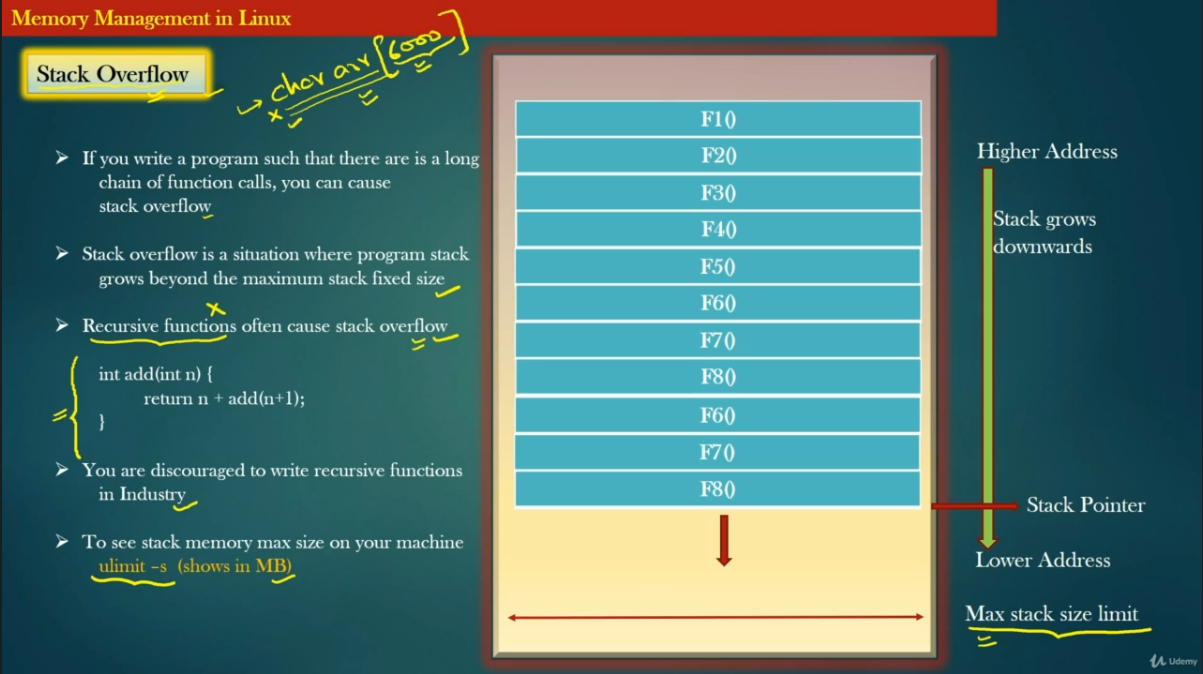 Memory Management in Linux
Stack Overflow
char arr[6000]
➤ If you write a program such that there are is a long
chain of function calls, you can cause
stack overflow
➤ Stack overflow is a situation where program stack
grows beyond the maximum stack fixed size
➤ Recursive functions often cause stack overflow
int add(int n) {
return n + add(n+1);
}
➤ You are discouraged to write recursive functions
in Industry
➤ To see stack memory max size on your machine
ulimit –s (shows in MB)
F1()
F2()
F3()
F4()
F5()
F6()
F7()
F8()
F6()
F7()
F8()
Higher Address
Stack grows
downwards
Stack Pointer
Lower Address
Max stack size limit
Udemy